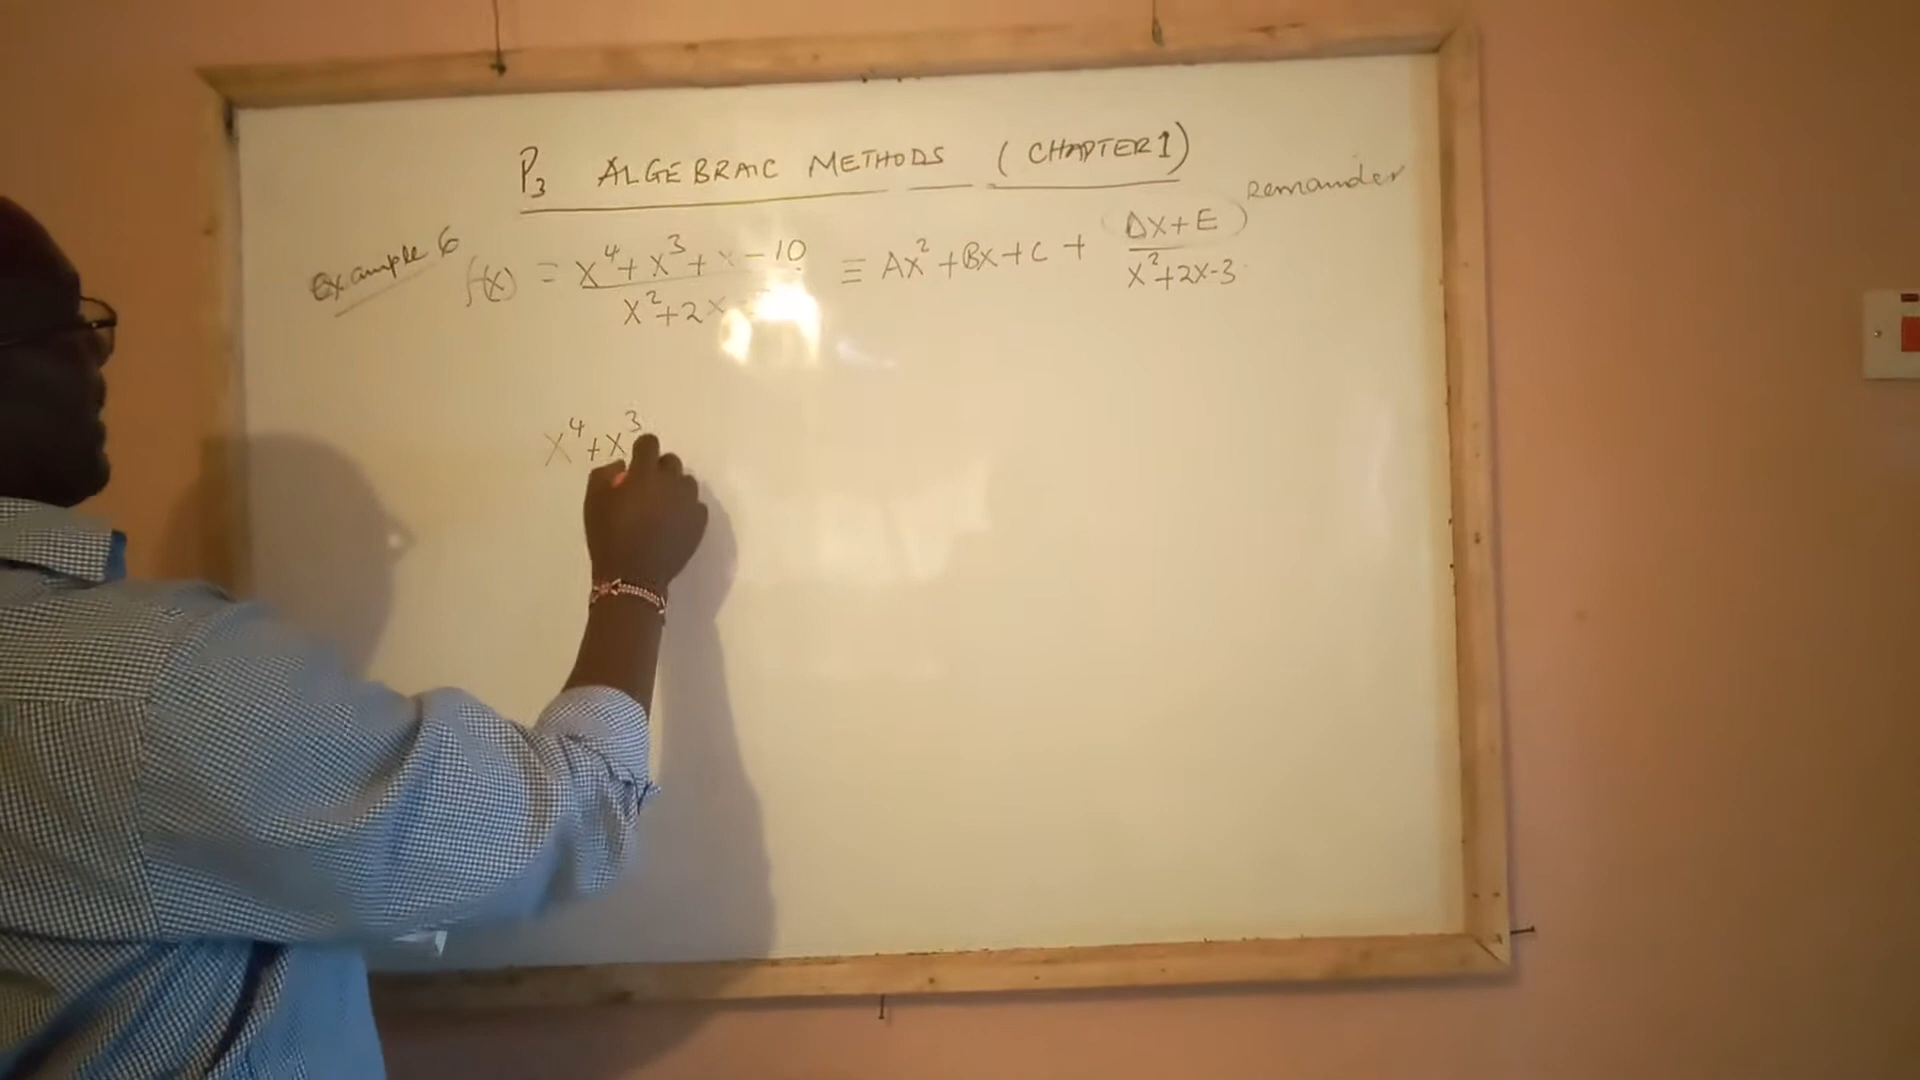 P₃ ALGEBRAIC METHODS (CHAPTER 1)
Remainder
example 6
f(x) = x⁴+x³+x-10 / x²+2x ≡ Ax²+Bx+C + Dx+E / x²+2x-3
x⁴+x³